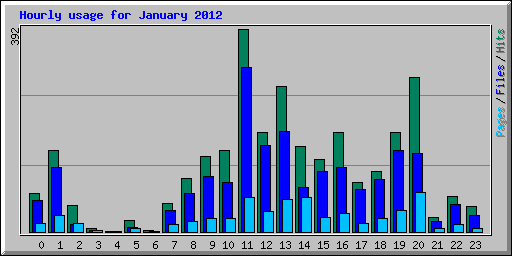 Hourly usage for January 2012
392
Pages / Files / Hits
0 1 2 3 4 5 6 7 8 9 10 11 12 13 14 15 16 17 18 19 20 21 22 23